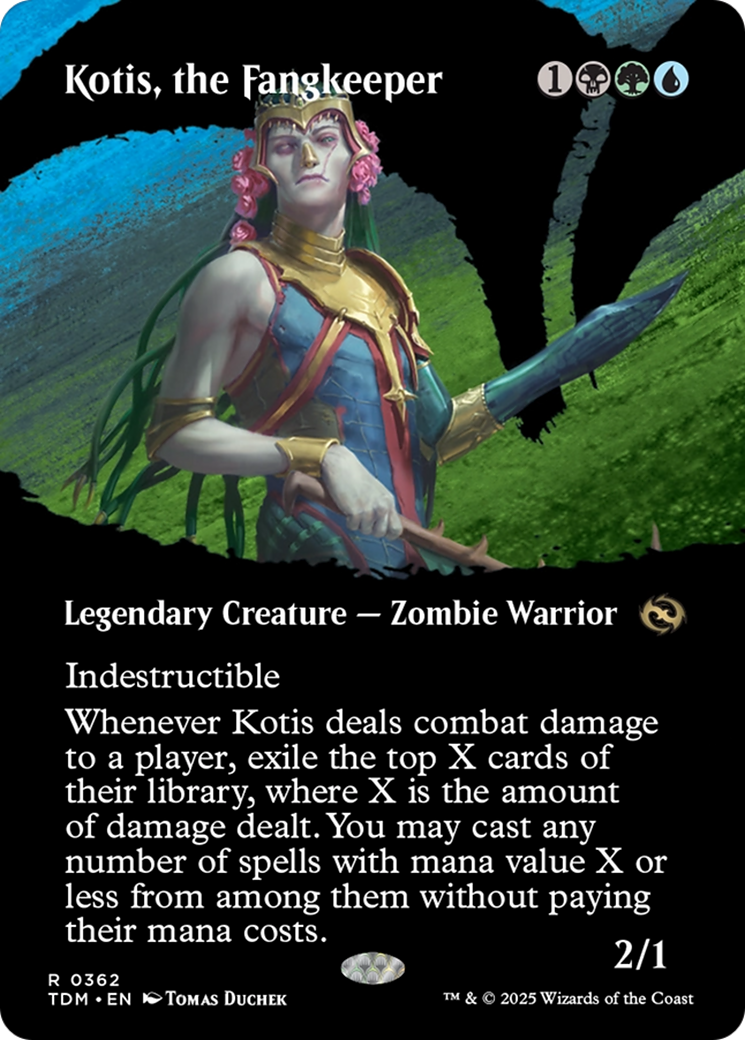 Kotis, the Fangkeeper 1
Legendary Creature — Zombie Warrior
Indestructible
Whenever Kotis deals combat damage
to a player, exile the top X cards of
their library, where X is the amount
of damage dealt. You may cast any
number of spells with mana value X or
less from among them without paying
their mana costs.
2/1
R 0362
TDM • EN Tomas Duchek
™ & © 2025 Wizards of the Coast